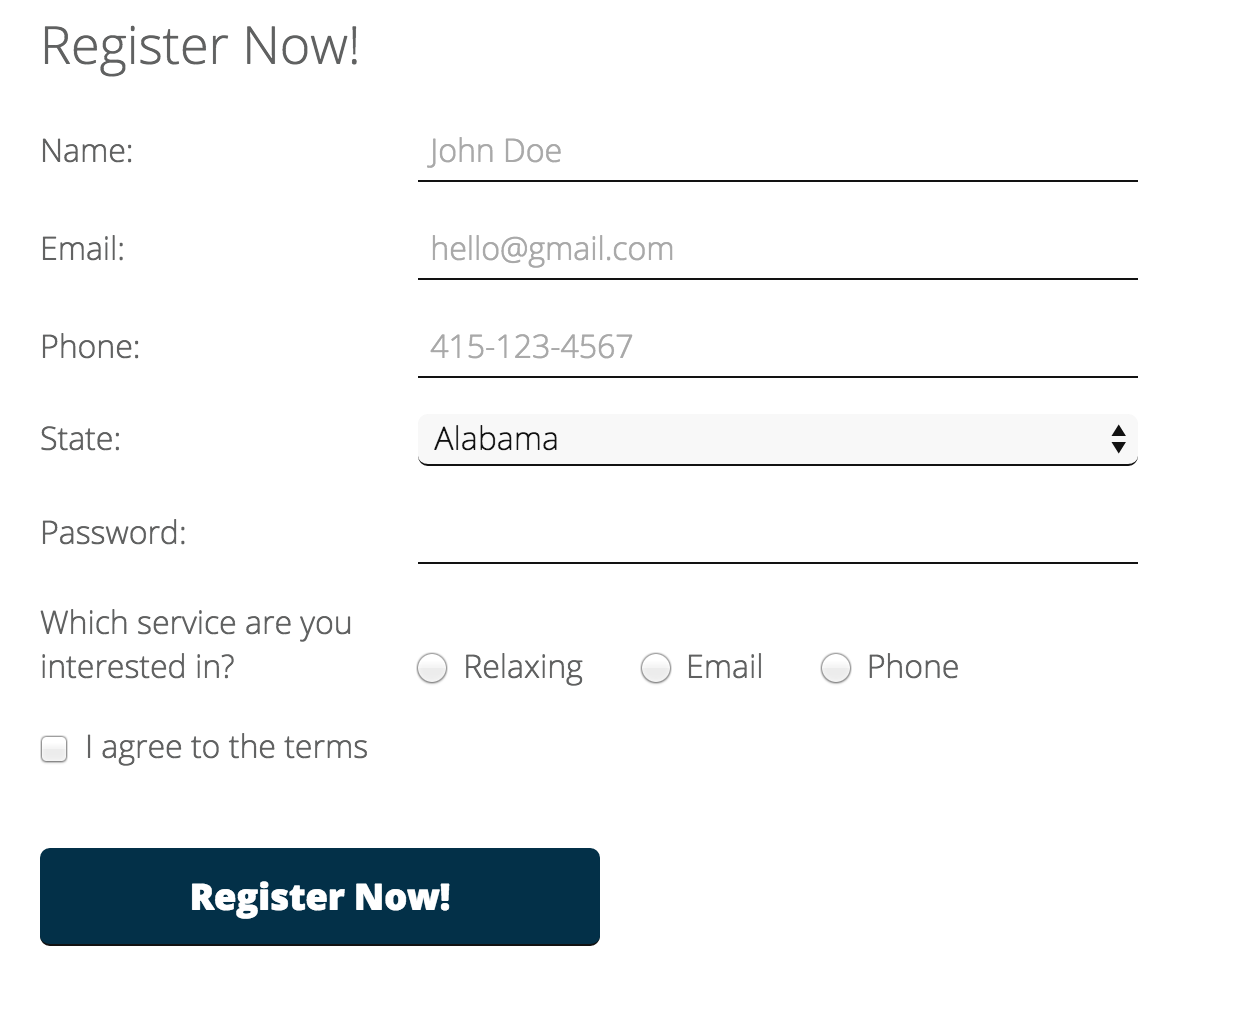 Register Now!
Name: John Doe
Email: hello@gmail.com
Phone: 415-123-4567
State: Alabama
Password:
Which service are you
interested in? Relaxing Email Phone
I agree to the terms
Register Now!